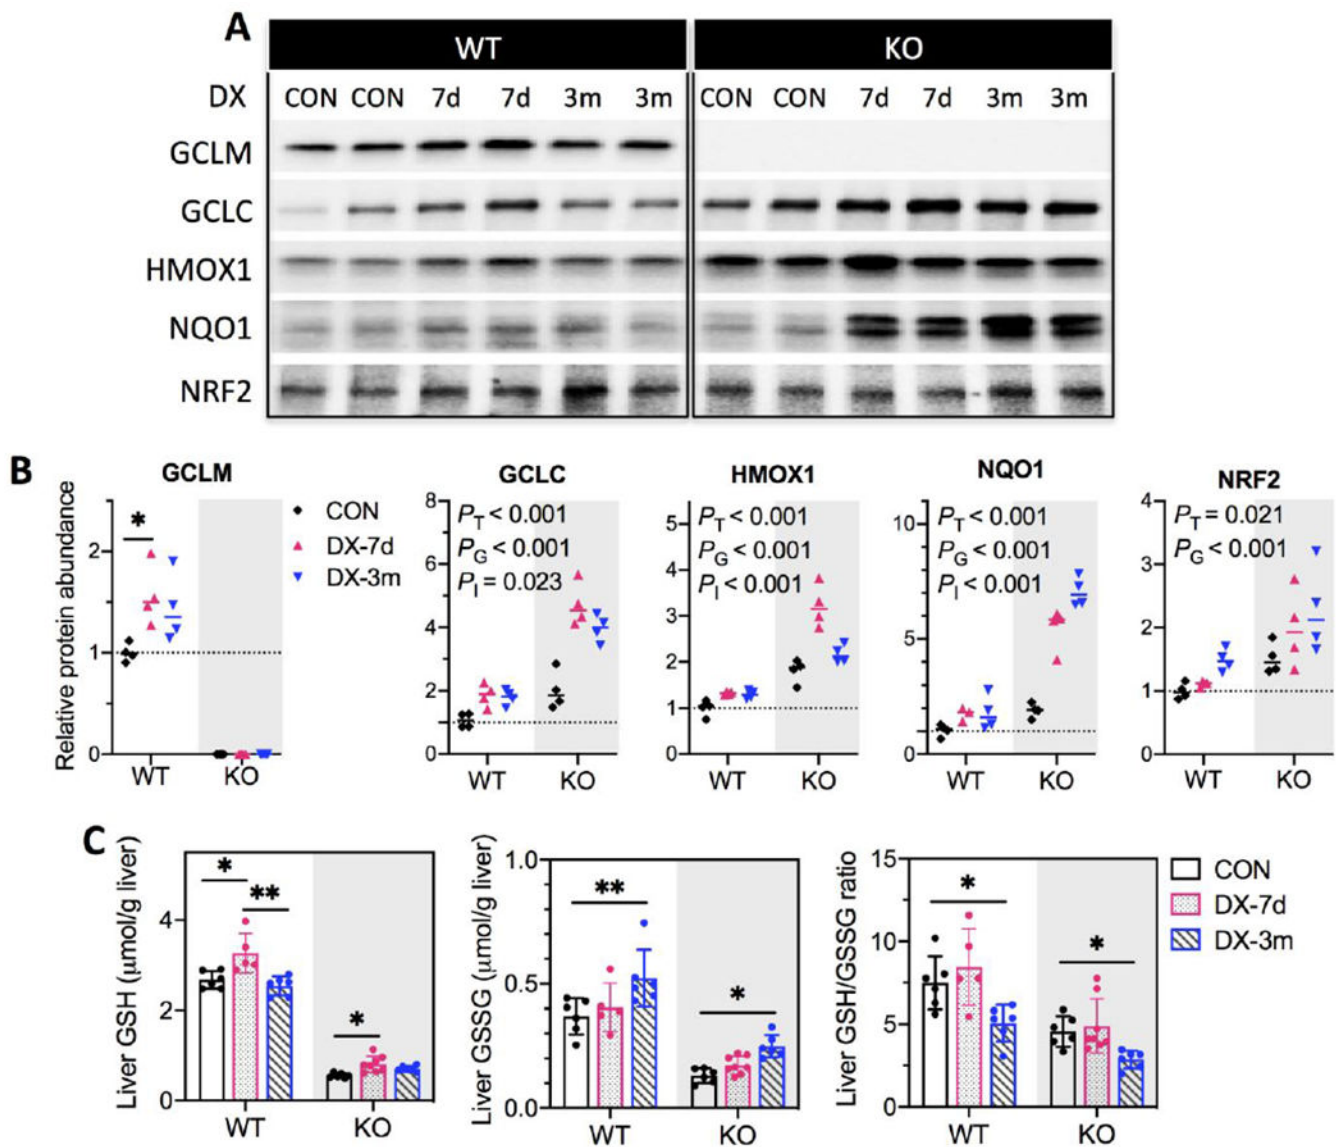 A
WT KO
DX CON CON 7d 7d 3m 3m CON CON 7d 7d 3m 3m
GCLM
GCLC
HMOX1
NQO1
NRF2
B
GCLM GCLC HMOX1 NQO1 NRF2
Relative protein abundance
2
1
0
*
WT KO
CON
DX-7d
DX-3m
8
6
4
2
0
P_T < 0.001
P_G < 0.001
P_I = 0.023
WT KO
5
3
2
1
0
P_T < 0.001
P_G < 0.001
P_I < 0.001
WT KO
10
5
0
P_T < 0.001
P_G < 0.001
P_I < 0.001
WT KO
4
3
2
1
0
P_T = 0.021
P_G < 0.001
WT KO
C
Liver GSH (μmol/g liver)
4
2
0
* ** *
WT KO
Liver GSSG (μmol/g liver)
1.0
0.5
0.0
** *
WT KO
Liver GSH/GSSG ratio
15
10
5
0
* *
WT KO
CON
DX-7d
DX-3m